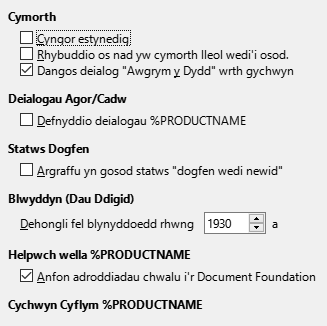 Cymorth
Cyngor estynedig
Rhybuddio os nad yw cymorth lleol wedi'i osod.
Dangos deialog "Awgrym y Dydd" wrth gychwyn
Deialogau Agor/Cadw
Defnyddio deialogau %PRODUCTNAME
Statws Dogfen
Argraffu yn gosod statws "dogfen wedi newid"
Blwyddyn (Dau Ddigid)
Dehongli fel blynyddoedd rhwng 1930 a
Helpwch wella %PRODUCTNAME
Anfon adroddiadau chwalu i'r Document Foundation
Cychwyn Cyflym %PRODUCTNAME